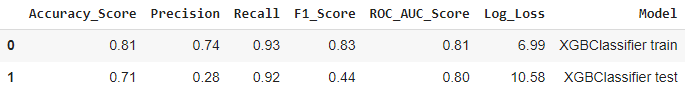 Accuracy_Score Precision Recall F1_Score ROC_AUC_Score Log_Loss Model
0 0.81 0.74 0.93 0.83 0.81 6.99 XGBClassifier train
1 0.71 0.28 0.92 0.44 0.80 10.58 XGBClassifier test